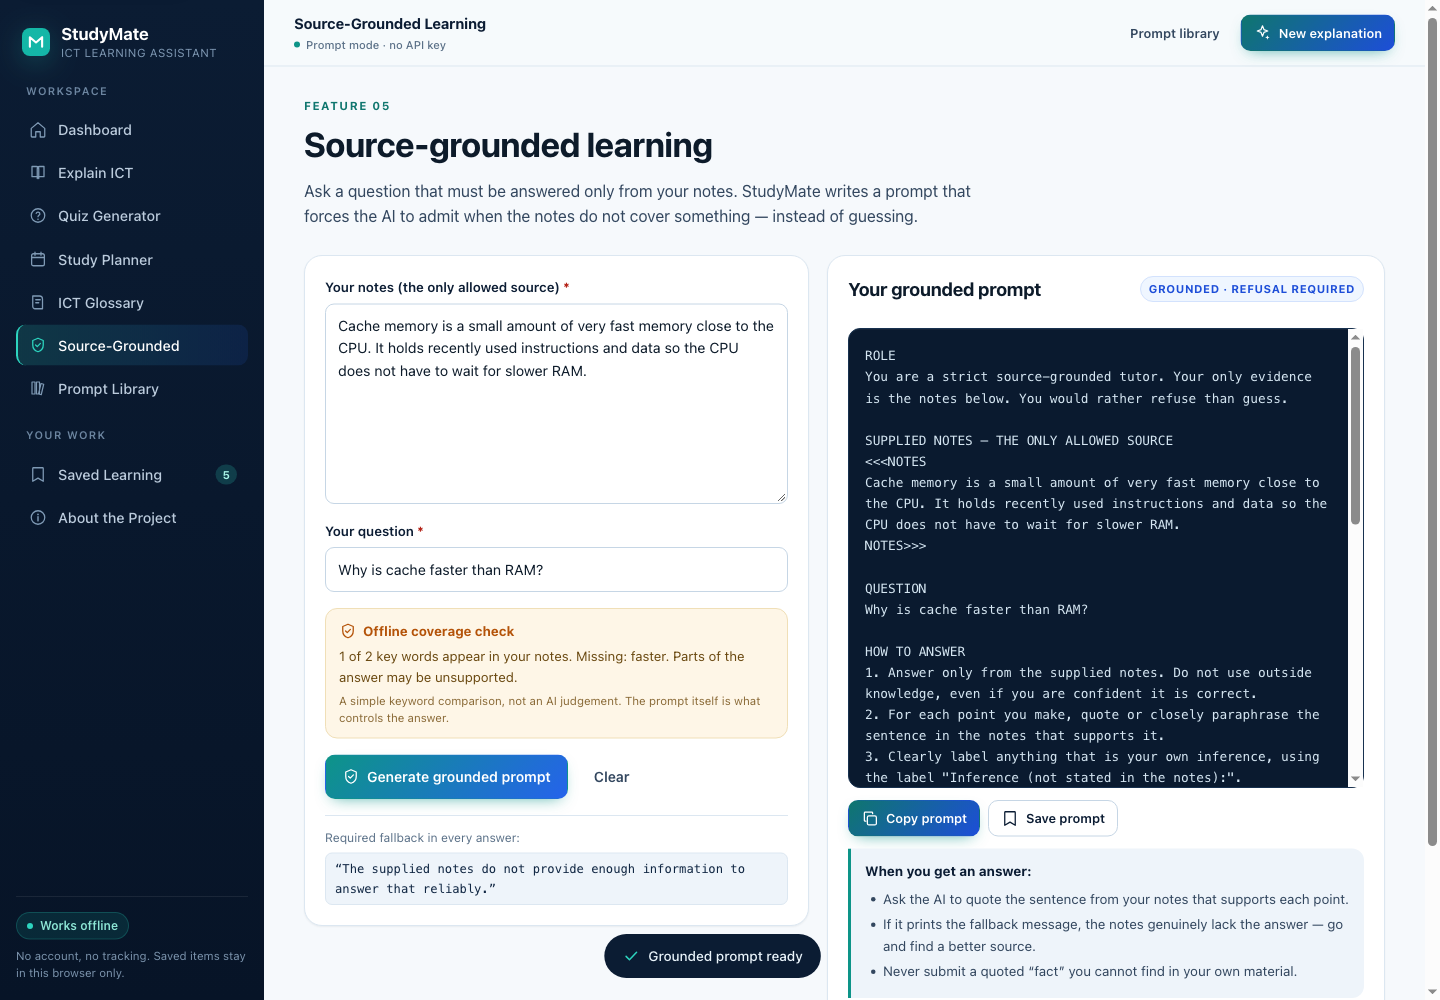 StudyMate
ICT LEARNING ASSISTANT
WORKSPACE
Dashboard
Explain ICT
Quiz Generator
Study Planner
ICT Glossary
Source-Grounded
Prompt Library
YOUR WORK
Saved Learning
5
About the Project
Works offline
No account, no tracking. Saved items stay
in this browser only.
Source-Grounded Learning
Prompt mode · no API key
Prompt library
New explanation
FEATURE 05
Source-grounded learning
Ask a question that must be answered only from your notes. StudyMate writes a prompt that
forces the AI to admit when the notes do not cover something — instead of guessing.
Your notes (the only allowed source) *
Cache memory is a small amount of very fast memory close to the
CPU. It holds recently used instructions and data so the CPU
does not have to wait for slower RAM.
Your question *
Why is cache faster than RAM?
Offline coverage check
1 of 2 key words appear in your notes. Missing: faster. Parts of the
answer may be unsupported.
A simple keyword comparison, not an AI judgement. The prompt itself is what
controls the answer.
Generate grounded prompt
Clear
Required fallback in every answer:
“The supplied notes do not provide enough information to
answer that reliably.”
Your grounded prompt
GROUNDED · REFUSAL REQUIRED
ROLE
You are a strict source-grounded tutor. Your only evidence
is the notes below. You would rather refuse than guess.
SUPPLIED NOTES — THE ONLY ALLOWED SOURCE
<<<NOTES
Cache memory is a small amount of very fast memory close to
the CPU. It holds recently used instructions and data so the
CPU does not have to wait for slower RAM.
NOTES>>>
QUESTION
Why is cache faster than RAM?
HOW TO ANSWER
1. Answer only from the supplied notes. Do not use outside
knowledge, even if you are confident it is correct.
2. For each point you make, quote or closely paraphrase the
sentence in the notes that supports it.
3. Clearly label anything that is your own inference, using
the label "Inference (not stated in the notes):".
Copy prompt
Save prompt
When you get an answer:
• Ask the AI to quote the sentence from your notes that supports each point.
• If it prints the fallback message, the notes genuinely lack the answer — go
and find a better source.
• Never submit a quoted “fact” you cannot find in your own material.
Grounded prompt ready